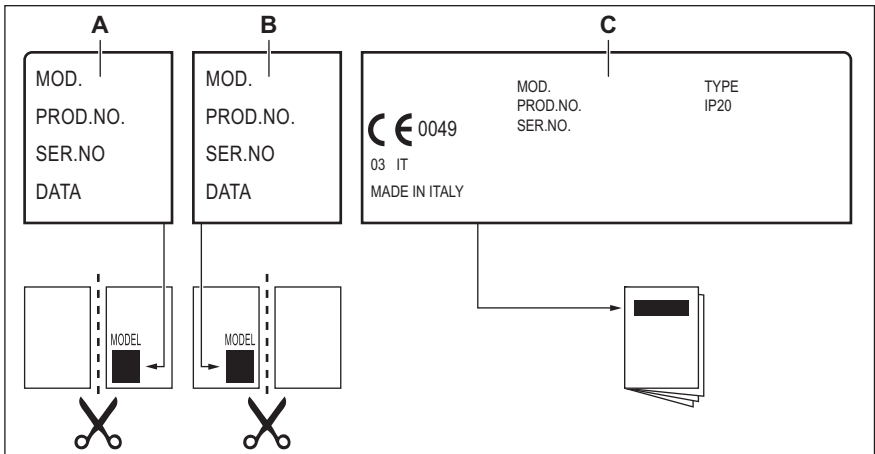 A
B
C
MOD.
PROD.NO.
SER.NO
DATA
MOD.
PROD.NO.
SER.NO
DATA
MOD.
PROD.NO.
SER.NO.
TYPE
IP20
CE 0049
03 IT
MADE IN ITALY
MODEL
MODEL